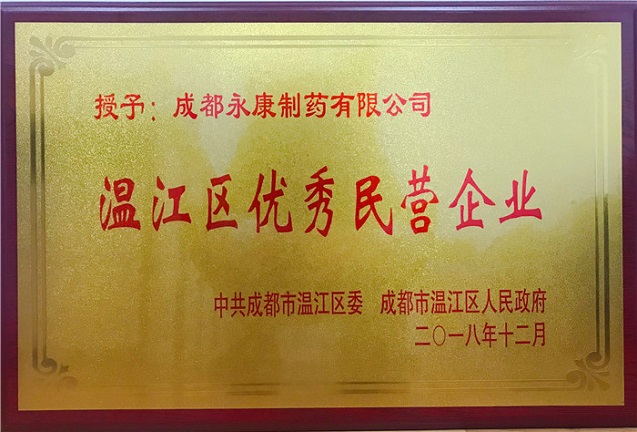 授予：成都永康制药有限公司
温江区优秀民营企业
中共成都市温江区委 成都市温江区人民政府
二〇一八年十二月